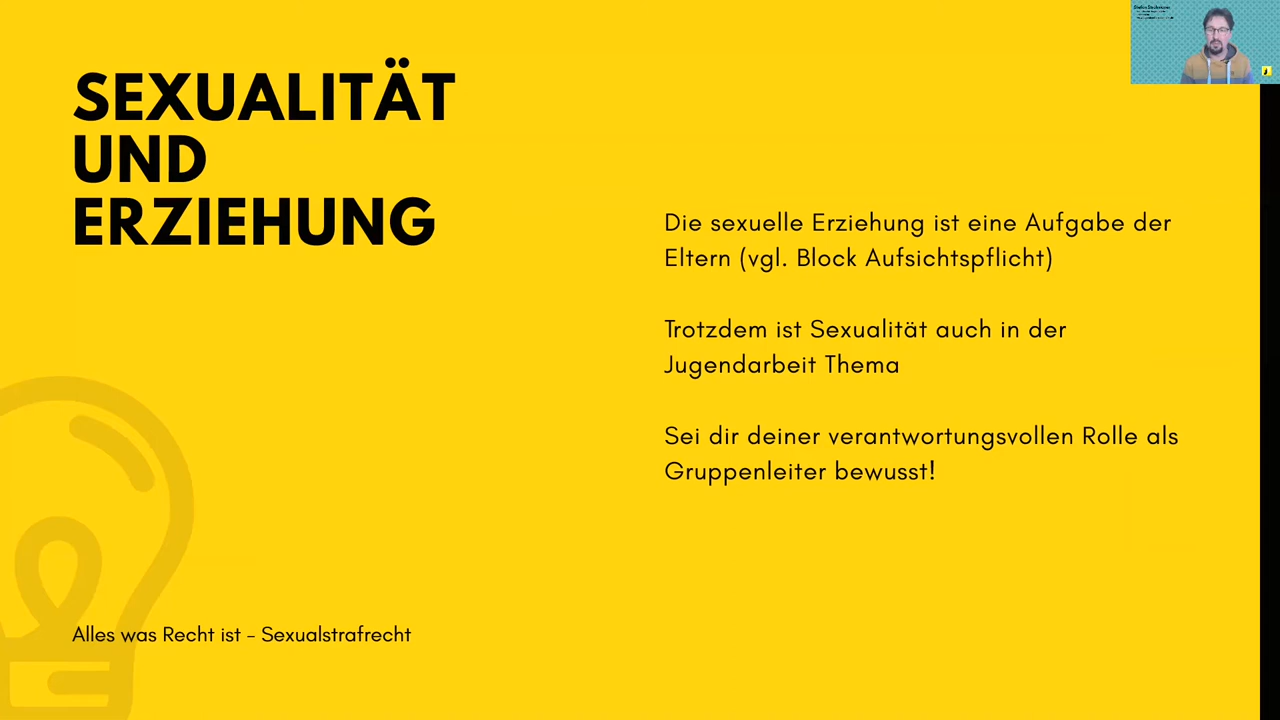 SEXUALITÄT
UND
ERZIEHUNG
Die sexuelle Erziehung ist eine Aufgabe der
Eltern (vgl. Block Aufsichtspflicht)
Trotzdem ist Sexualität auch in der
Jugendarbeit Thema
Sei dir deiner verantwortungsvollen Rolle als
Gruppenleiter bewusst!
Alles was Recht ist – Sexualstrafrecht